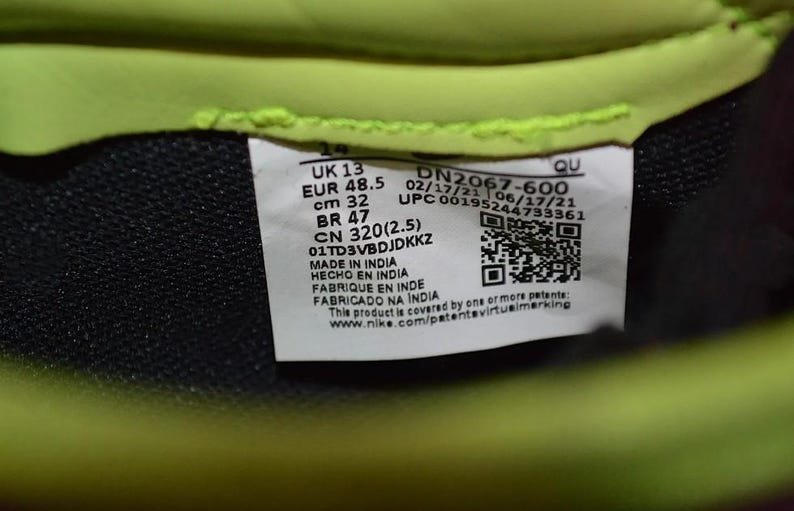 14 QU
UK 13 DN2067-600
EUR 48.5 02/17/21 | 06/17/21
cm 32 UPC 00195244733361
BR 47
CN 320(2.5)
01TD3VBDJDKKZ
MADE IN INDIA
HECHO EN INDIA
FABRIQUE EN INDE
FABRICADO NA ÍNDIA
This product is covered by one or more patents:
www.nike.com/patentsvirtualmarking